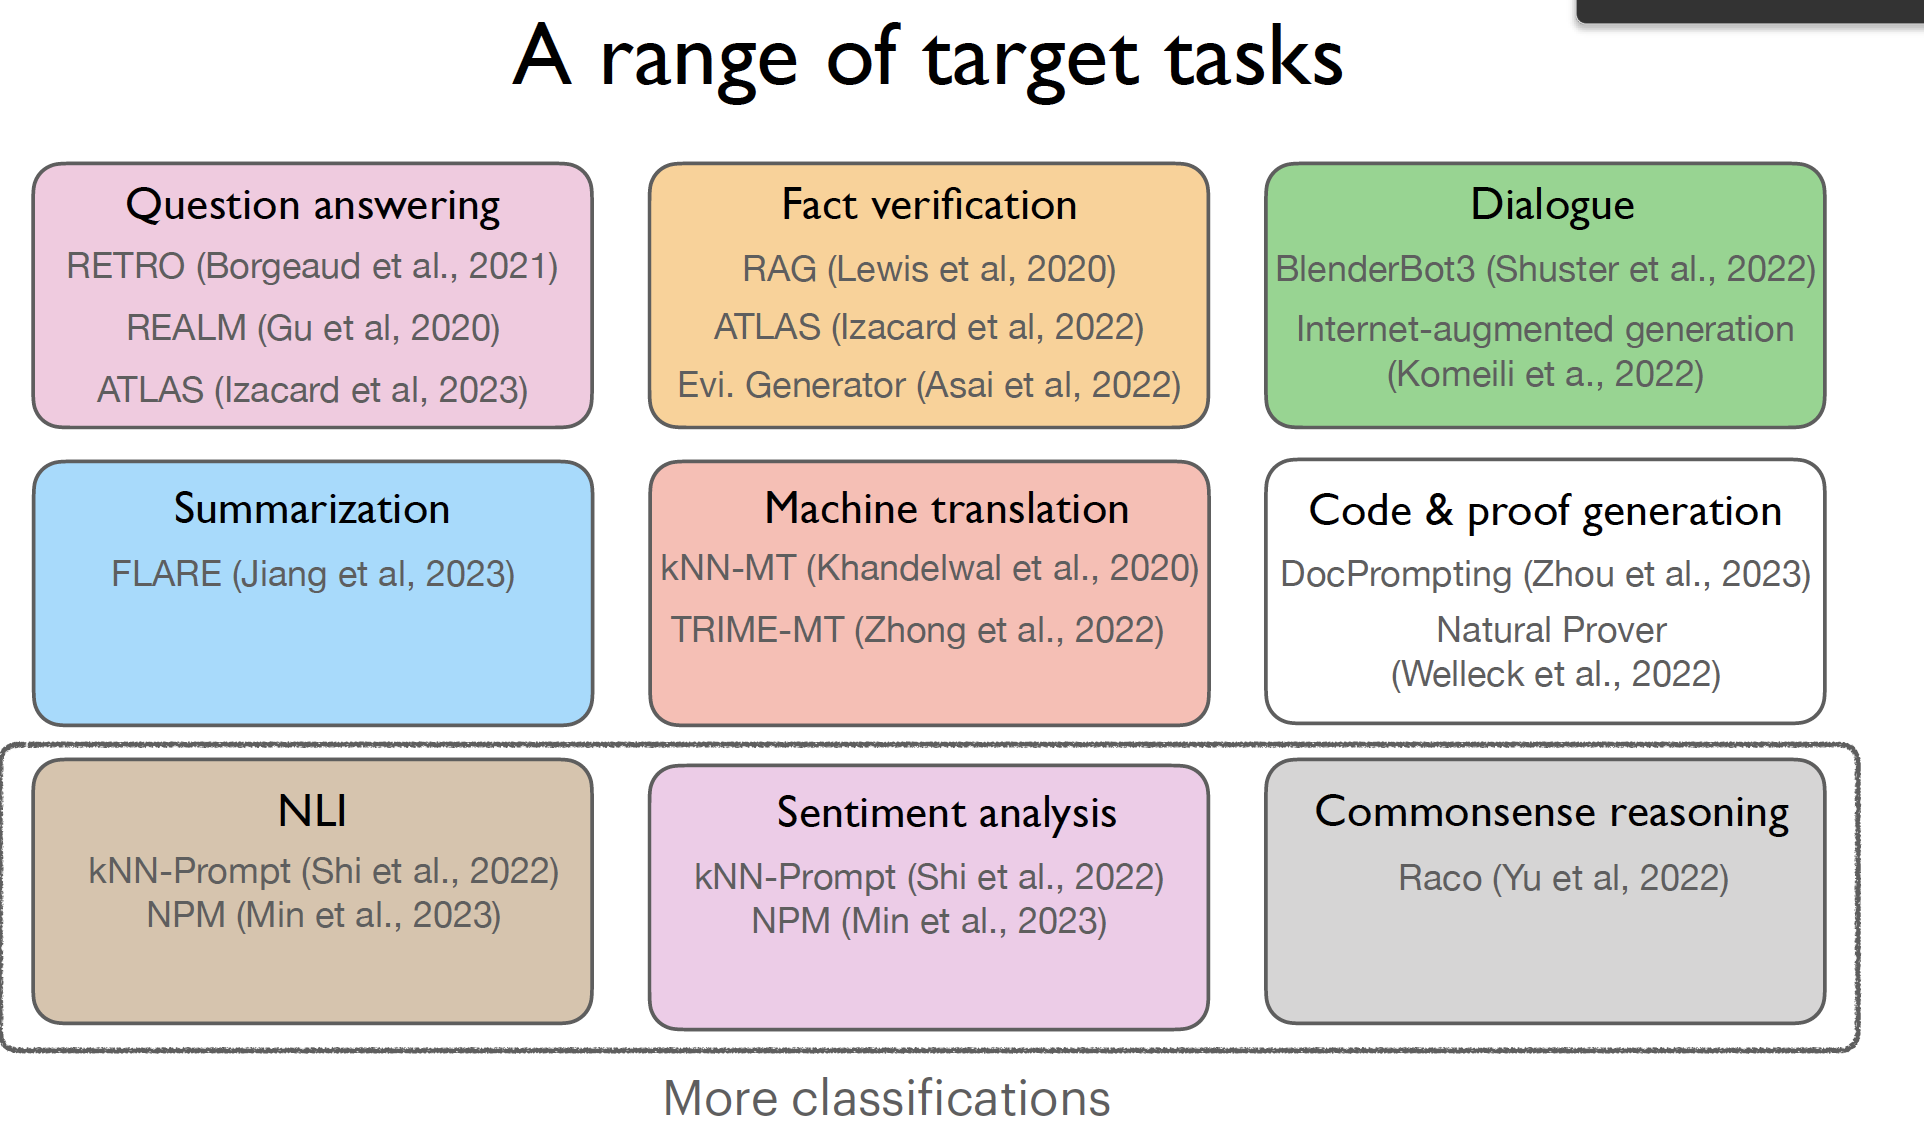 A range of target tasks
Question answering
RETRO (Borgeaud et al., 2021)
REALM (Gu et al, 2020)
ATLAS (Izacard et al, 2023)
Fact verification
RAG (Lewis et al, 2020)
ATLAS (Izacard et al, 2022)
Evi. Generator (Asai et al, 2022)
Dialogue
BlenderBot3 (Shuster et al., 2022)
Internet-augmented generation
(Komeili et a., 2022)
Summarization
FLARE (Jiang et al, 2023)
Machine translation
kNN-MT (Khandelwal et al., 2020)
TRIME-MT (Zhong et al., 2022)
Code & proof generation
DocPrompting (Zhou et al., 2023)
Natural Prover
(Welleck et al., 2022)
NLI
kNN-Prompt (Shi et al., 2022)
NPM (Min et al., 2023)
Sentiment analysis
kNN-Prompt (Shi et al., 2022)
NPM (Min et al., 2023)
Commonsense reasoning
Raco (Yu et al, 2022)
More classifications